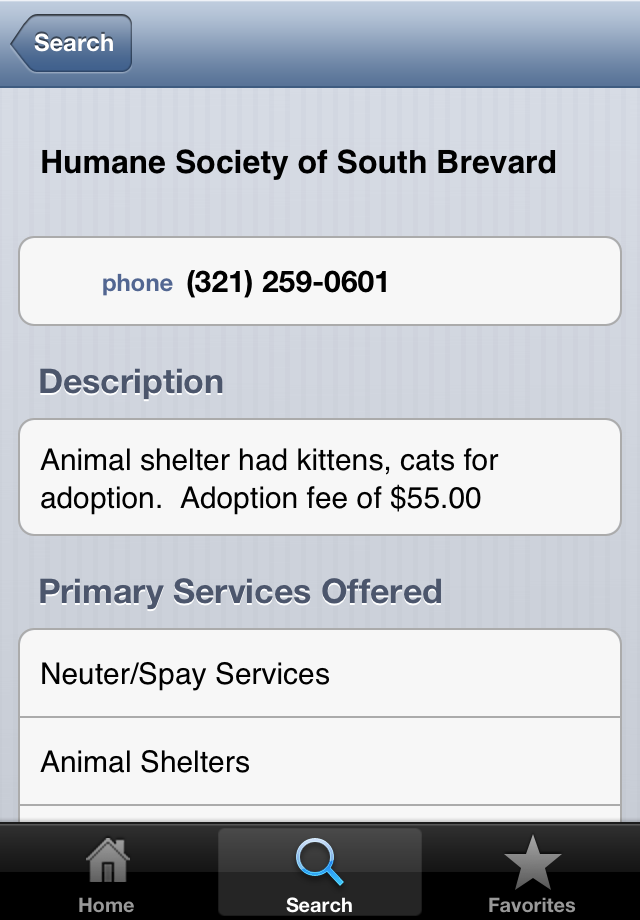 Search
Humane Society of South Brevard
phone (321) 259-0601
Description
Animal shelter had kittens, cats for
adoption.  Adoption fee of $55.00
Primary Services Offered
Neuter/Spay Services
Animal Shelters
Home Search Favorites